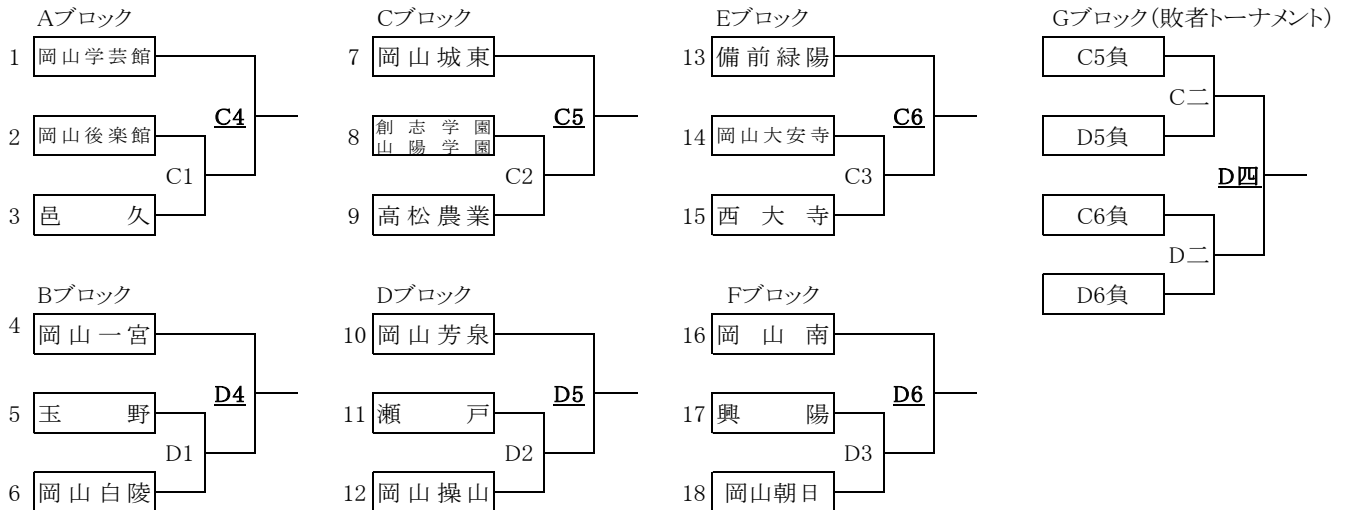 Aブロック
1 岡山学芸館
C4
2 岡山後楽館
C1
3 邑久
Cブロック
7 岡山城東
C5
8 創志学園
山陽学園
C2
9 高松農業
Eブロック
13 備前緑陽
C6
14 岡山大安寺
C3
15 西大寺
Gブロック(敗者トーナメント)
C5負
C二
D5負
D四
C6負
D二
D6負
Bブロック
4 岡山一宮
D4
5 玉野
D1
6 岡山白陵
Dブロック
10 岡山芳泉
D5
11 瀬戸
D2
12 岡山操山
Fブロック
16 岡山南
D6
17 興陽
D3
18 岡山朝日